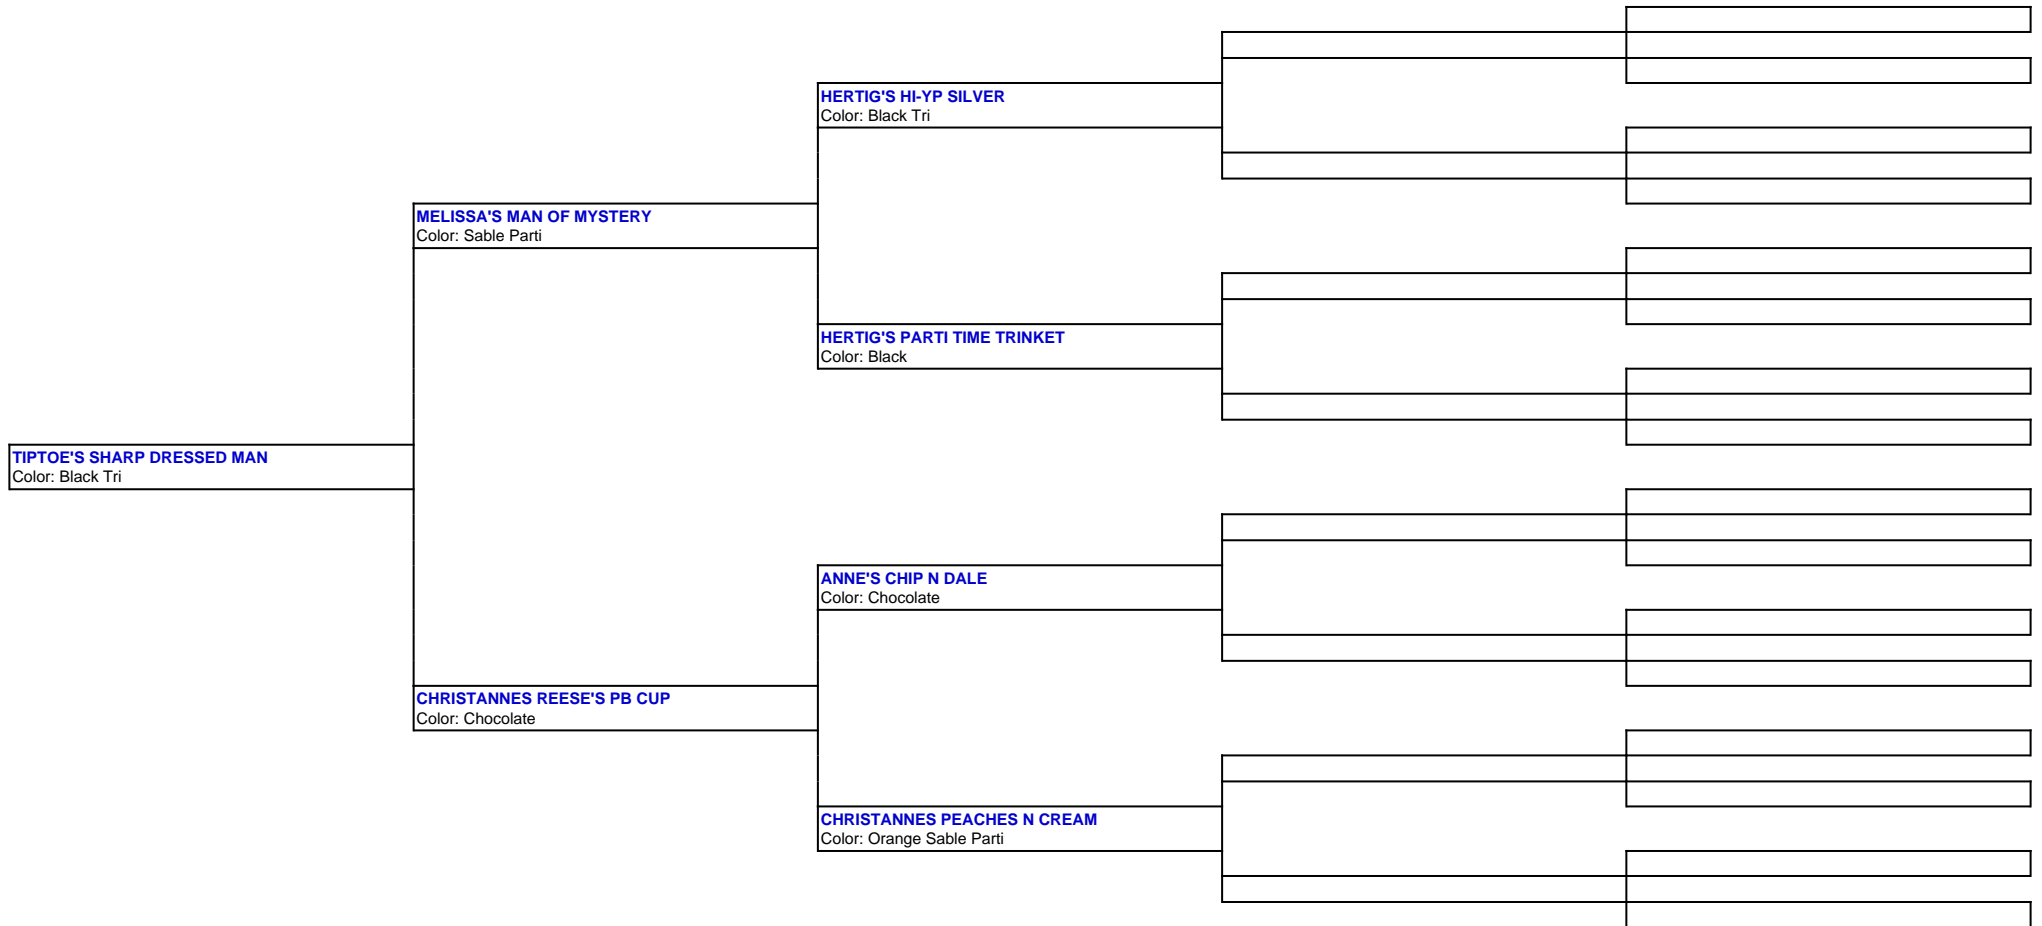 HERTIG'S HI-YP SILVER
Color: Black Tri
MELISSA'S MAN OF MYSTERY
Color: Sable Parti
HERTIG'S PARTI TIME TRINKET
Color: Black
TIPTOE'S SHARP DRESSED MAN
Color: Black Tri
ANNE'S CHIP N DALE
Color: Chocolate
CHRISTANNES REESE'S PB CUP
Color: Chocolate
CHRISTANNES PEACHES N CREAM
Color: Orange Sable Parti